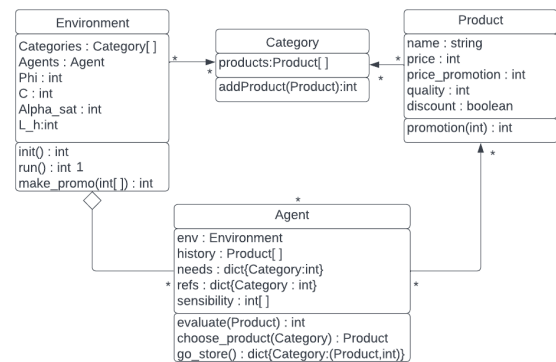 Environment
Categories : Category[ ]
Agents : Agent
Phi : int
C : int
Alpha_sat : int
L_h:int
init() : int
run() : int 1
make_promo(int[ ]) : int
*
*
Category
products:Product[ ]
addProduct(Product):int
*
*
Product
name : string
price : int
price_promotion : int
quality : int
discount : boolean
promotion(int) : int
*
*
Agent
env : Environment
history : Product[ ]
needs : dict{Category:int}
refs : dict{Category : int}
sensibility : int[ ]
*
*
evaluate(Product) : int
choose_product(Category) : Product
go_store() : dict{Category:(Product,int)}